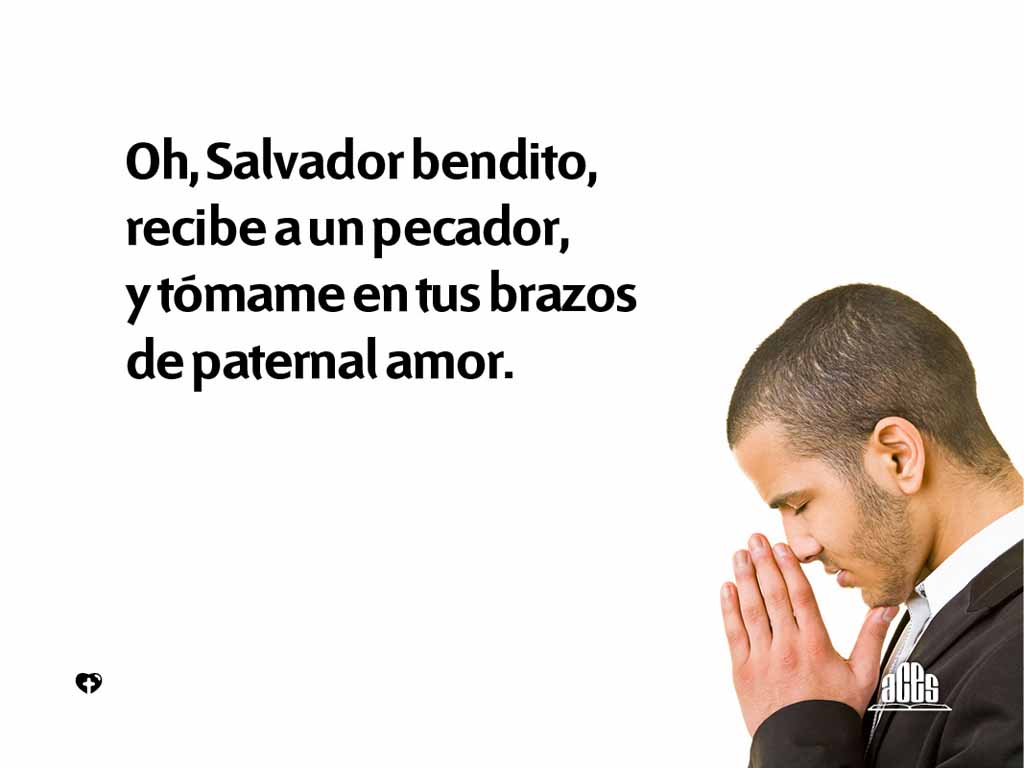 Oh, Salvador bendito,
recibe a un pecador,
y tómame en tus brazos
de paternal amor.
aces